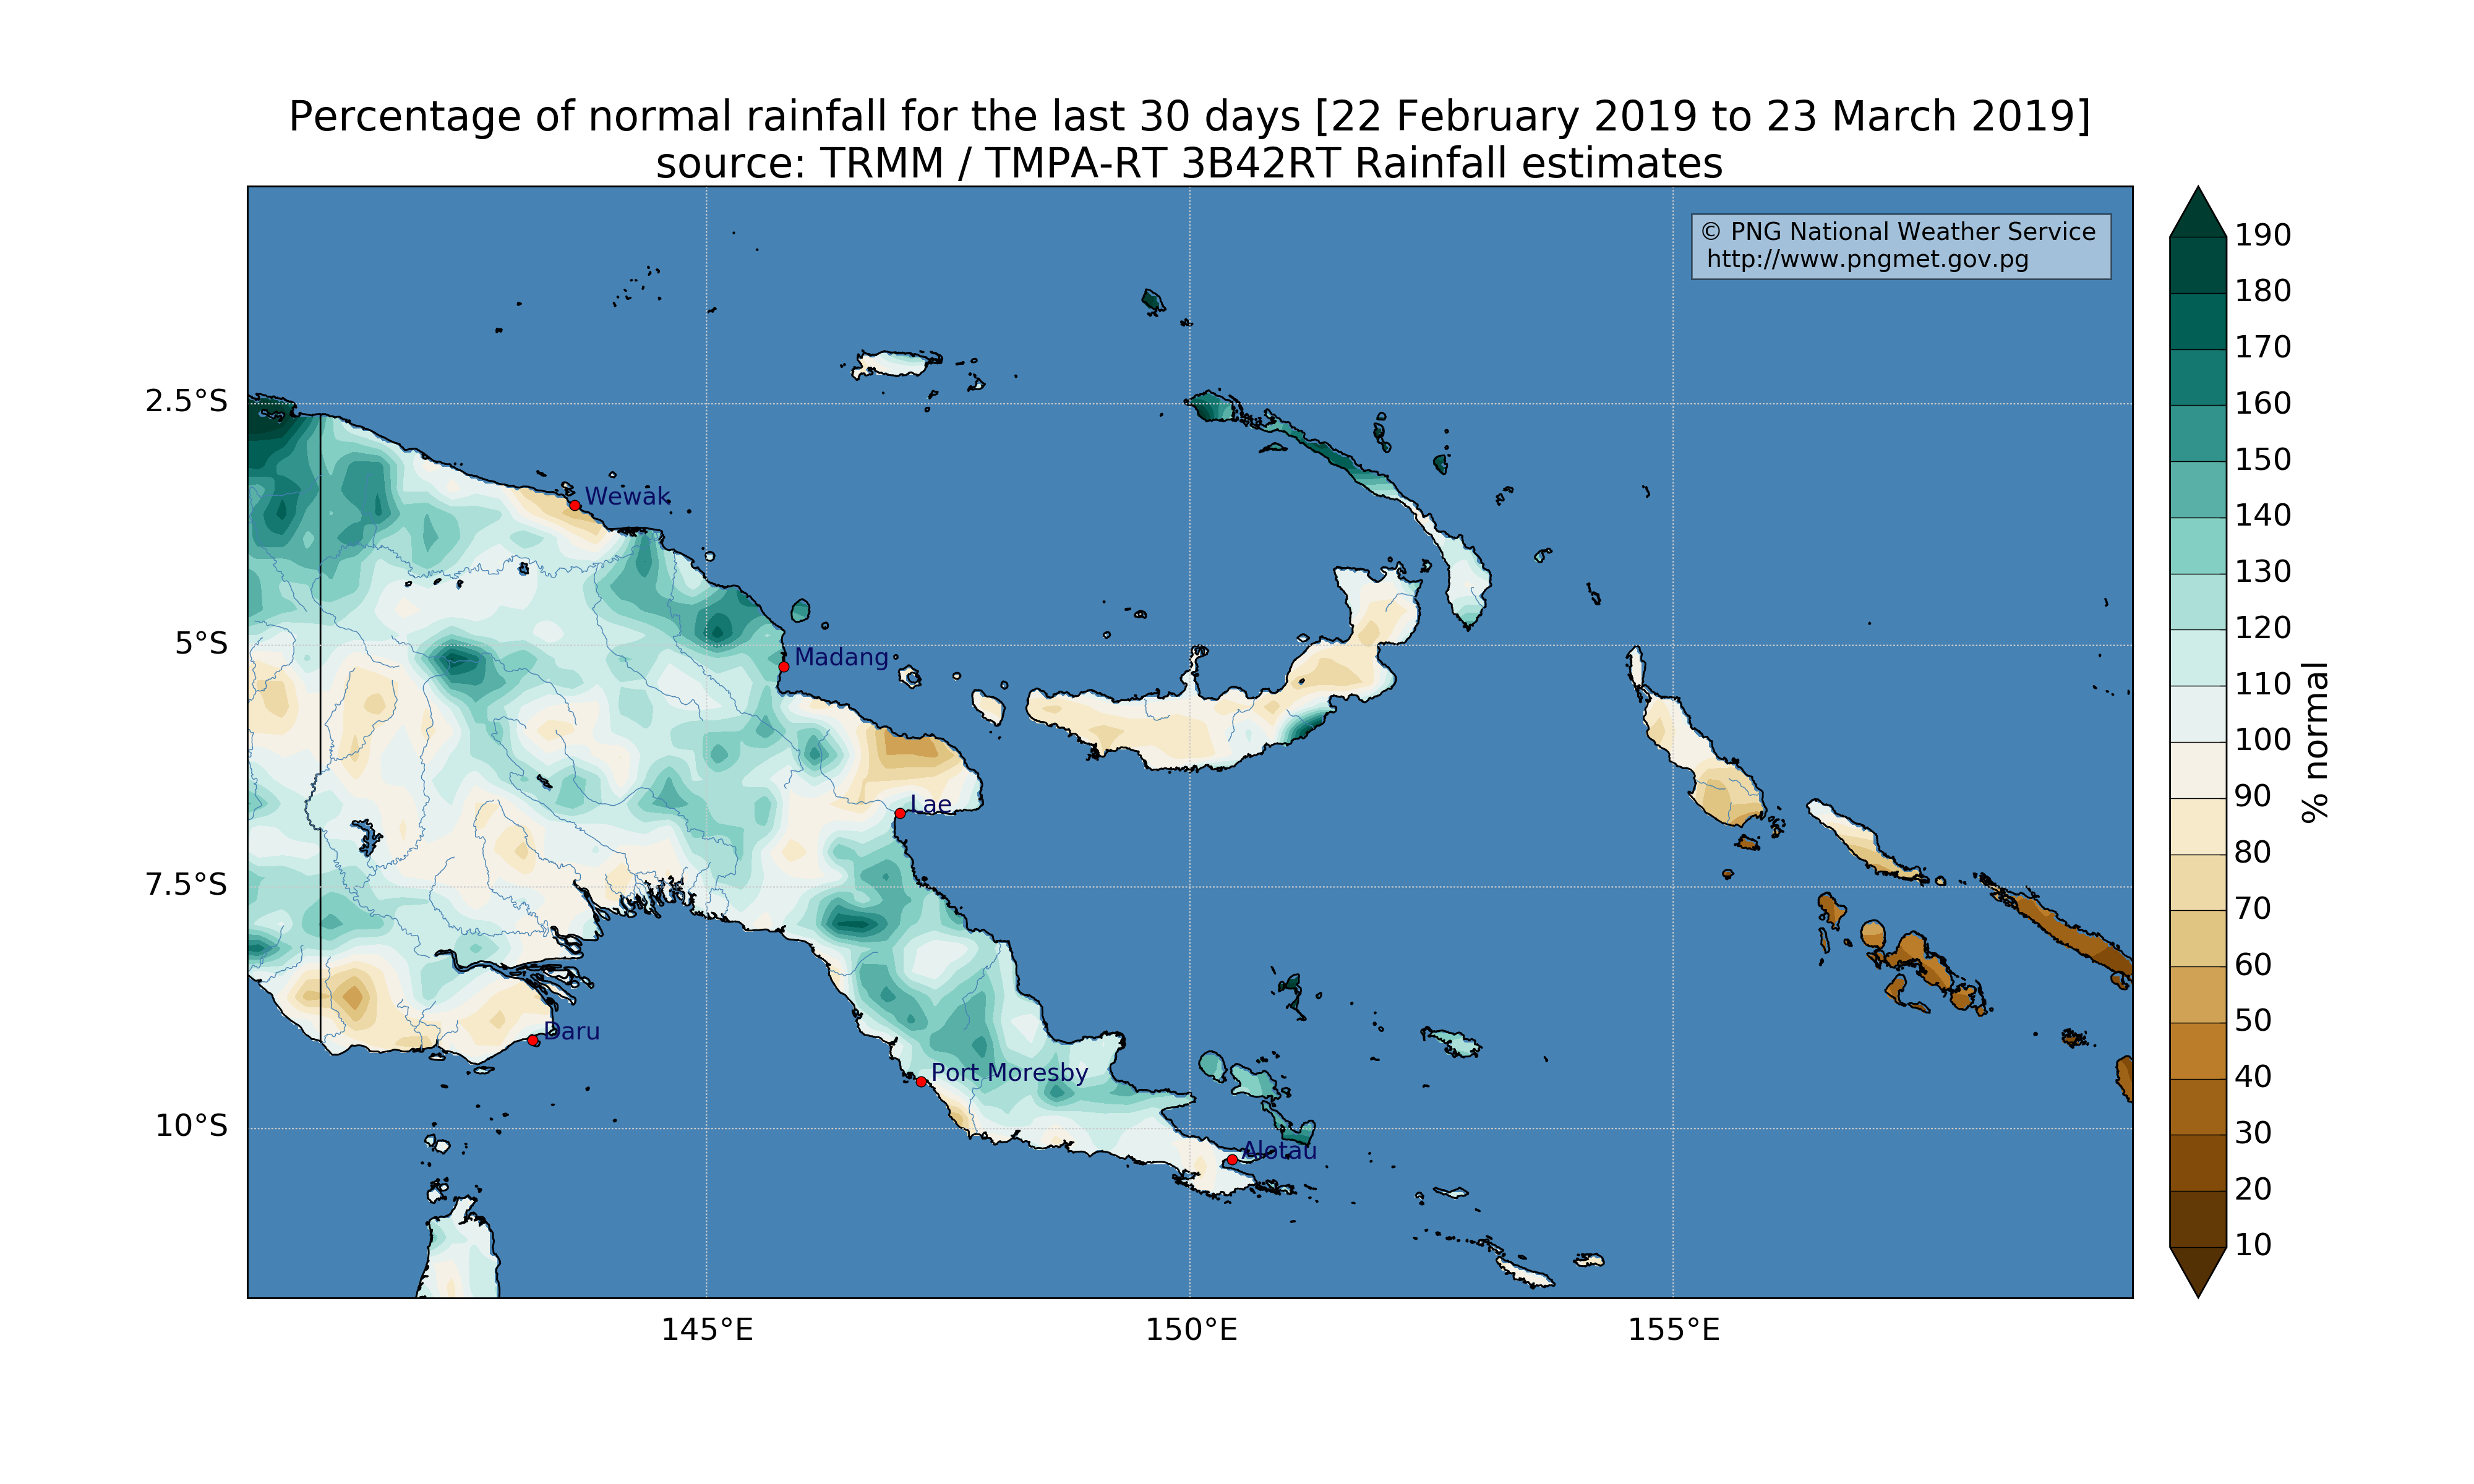 Percentage of normal rainfall for the last 30 days [22 February 2019 to 23 March 2019]
source: TRMM / TMPA-RT 3B42RT Rainfall estimates
© PNG National Weather Service
http://www.pngmet.gov.pg
190
180
170
160
150
140
130
120
110
100
90
80
70
60
50
40
30
20
10
% normal
2.5°S
5°S
7.5°S
10°S
Wewak
Madang
Lae
Daru
Port Moresby
Alotau
145°E
150°E
155°E